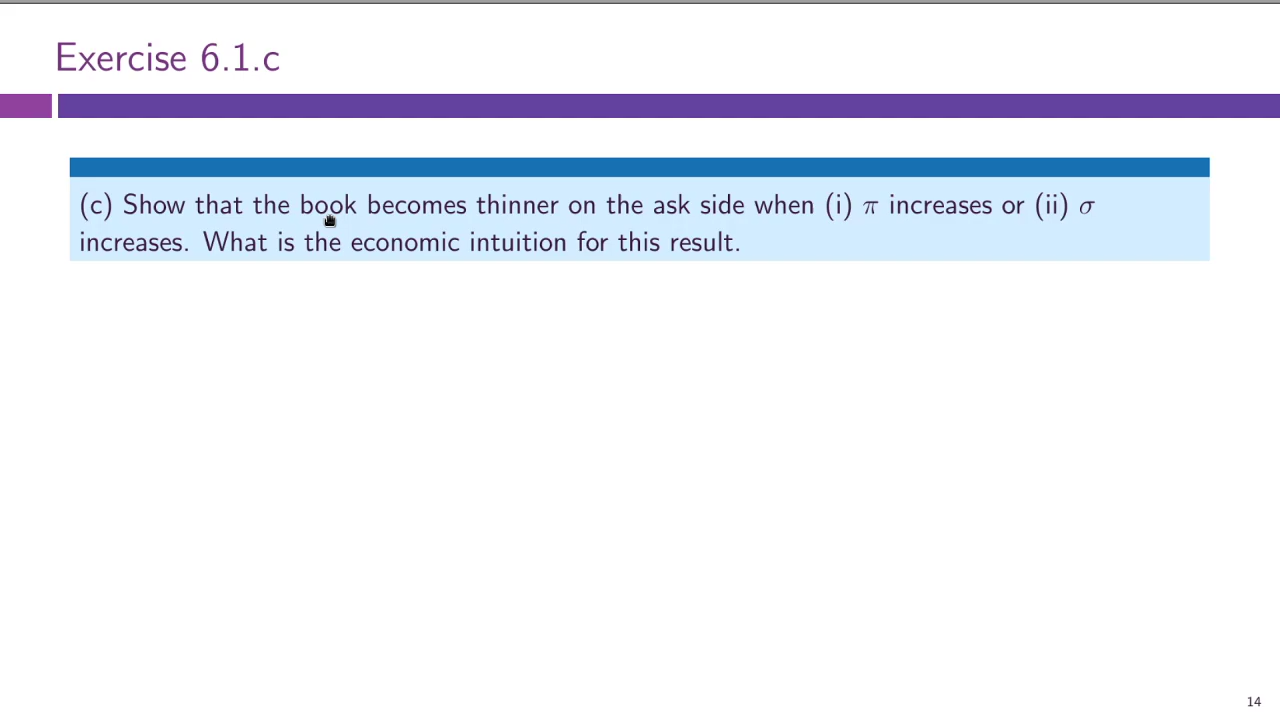 Exercise 6.1.c
(c) Show that the book becomes thinner on the ask side when (i) π increases or (ii) σ
increases. What is the economic intuition for this result.
14